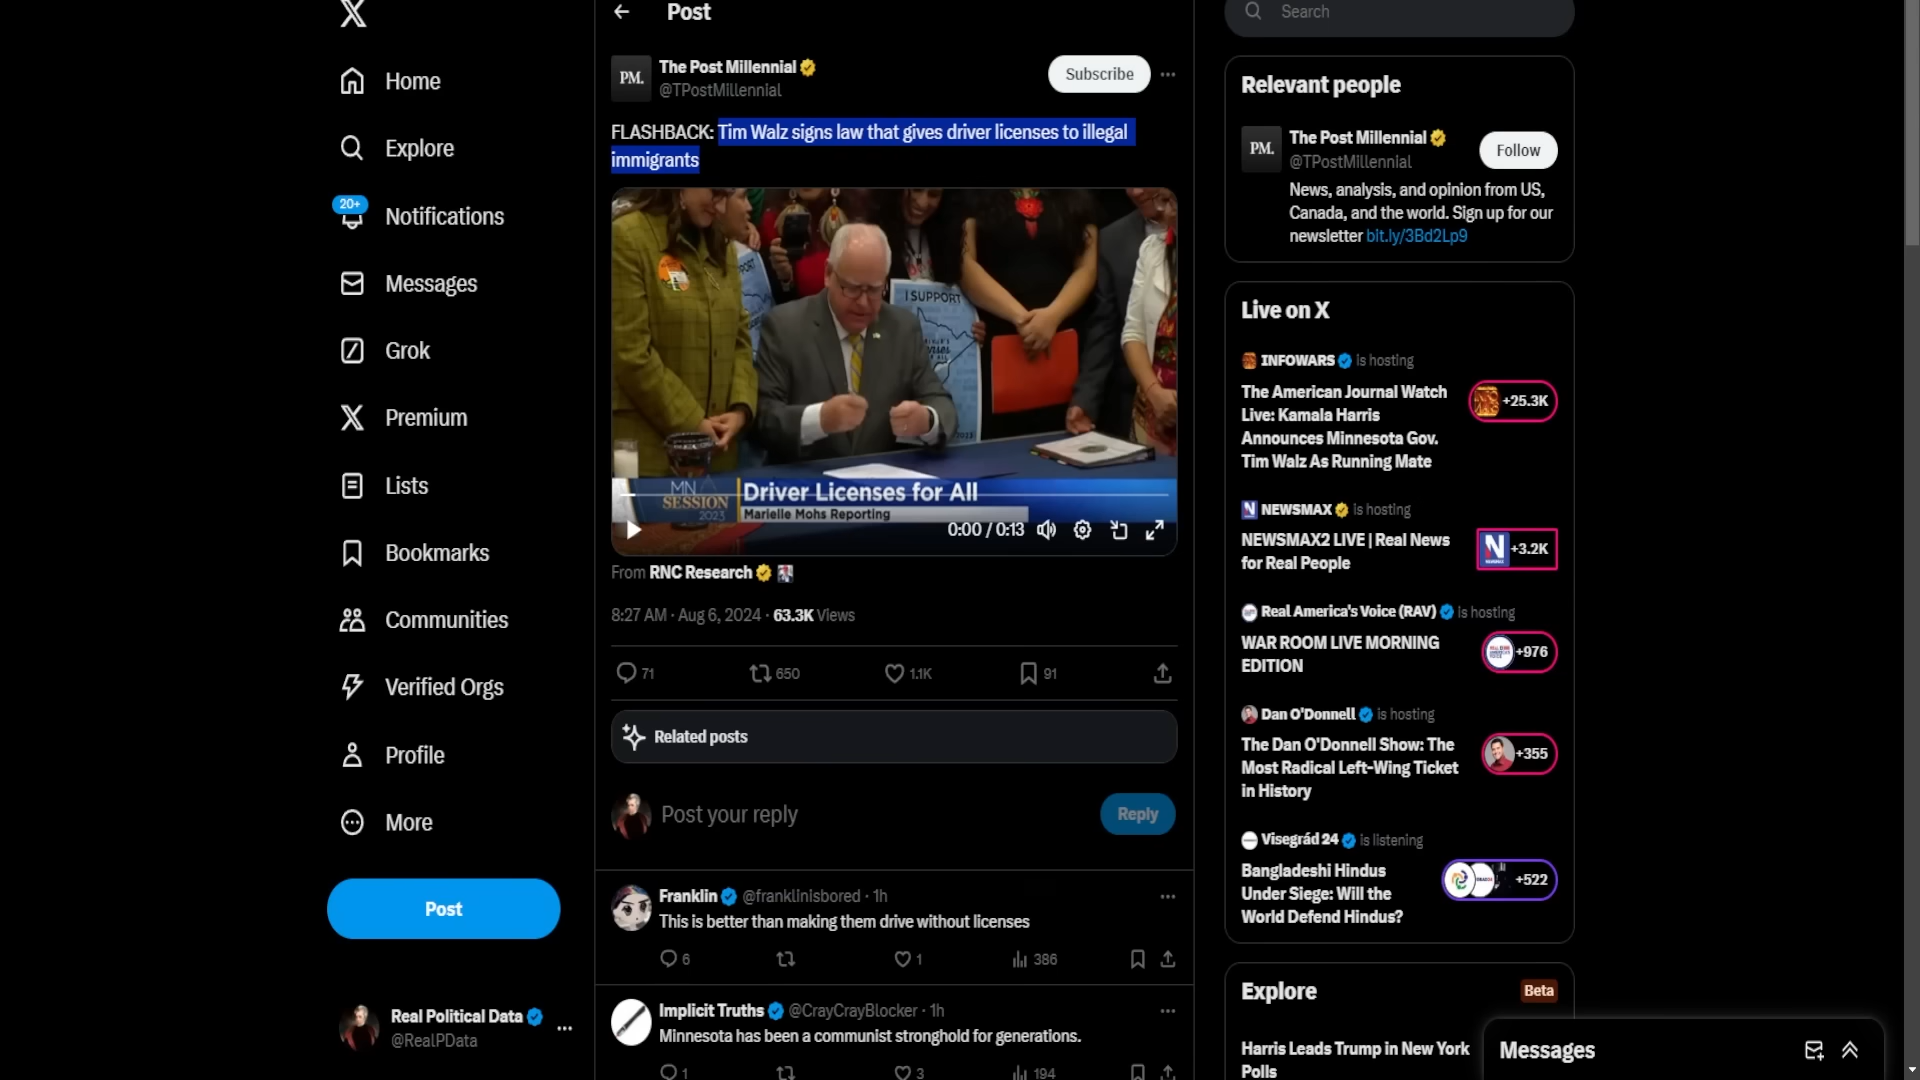 Home
Explore
20+
Notifications
Messages
Grok
Premium
Lists
Bookmarks
Communities
Verified Orgs
Profile
More
Post
Real Political Data
@RealPData
Post
PM.
The Post Millennial
@TPostMillennial
Subscribe
FLASHBACK: Tim Walz signs law that gives driver licenses to illegal
immigrants
I SUPPORT
MN
SESSION
2023
Driver Licenses for All
Marielle Mohs Reporting
0:00 / 0:13
From RNC Research
8:27 AM · Aug 6, 2024 · 63.3K Views
71
650
1.1K
91
Related posts
Post your reply
Reply
Franklin @franklinisbored · 1h
This is better than making them drive without licenses
6
1
386
Implicit Truths @CrayCrayBlocker · 1h
Minnesota has been a communist stronghold for generations.
1
3
194
Search
Relevant people
PM.
The Post Millennial
@TPostMillennial
Follow
News, analysis, and opinion from US,
Canada, and the world. Sign up for our
newsletter bit.ly/3Bd2Lp9
Live on X
INFOWARS is hosting
The American Journal Watch
Live: Kamala Harris
Announces Minnesota Gov.
Tim Walz As Running Mate
+25.3K
NEWSMAX is hosting
NEWSMAX2 LIVE | Real News
for Real People
+3.2K
Real America's Voice (RAV) is hosting
WAR ROOM LIVE MORNING
EDITION
+976
Dan O'Donnell is hosting
The Dan O'Donnell Show: The
Most Radical Left-Wing Ticket
in History
+355
Visegrád 24 is listening
Bangladeshi Hindus
Under Siege: Will the
World Defend Hindus?
+522
Explore
Beta
Harris Leads Trump in New York
Polls
Messages